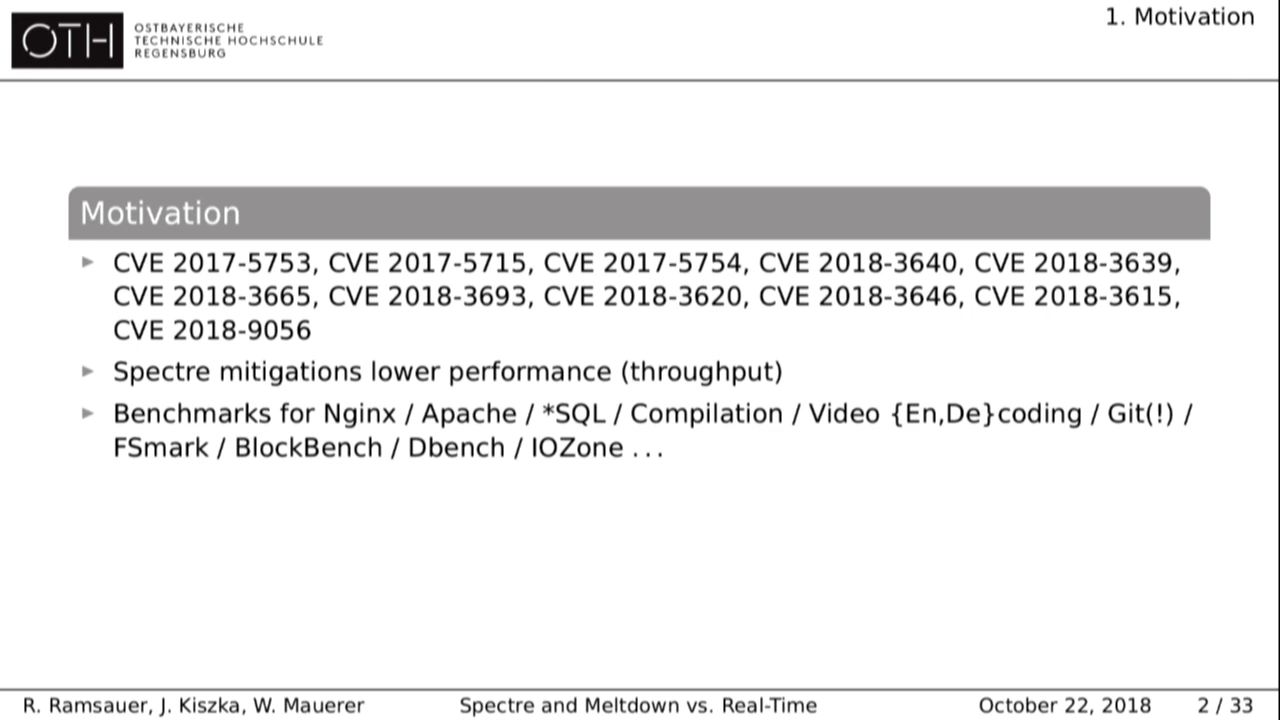 OTH
OSTBAYERISCHE
TECHNISCHE HOCHSCHULE
REGENSBURG
1. Motivation
Motivation
CVE 2017-5753, CVE 2017-5715, CVE 2017-5754, CVE 2018-3640, CVE 2018-3639,
CVE 2018-3665, CVE 2018-3693, CVE 2018-3620, CVE 2018-3646, CVE 2018-3615,
CVE 2018-9056
Spectre mitigations lower performance (throughput)
Benchmarks for Nginx / Apache / *SQL / Compilation / Video {En,De}coding / Git(!) /
FSmark / BlockBench / Dbench / IOZone ...
R. Ramsauer, J. Kiszka, W. Mauerer Spectre and Meltdown vs. Real-Time October 22, 2018 2 / 33